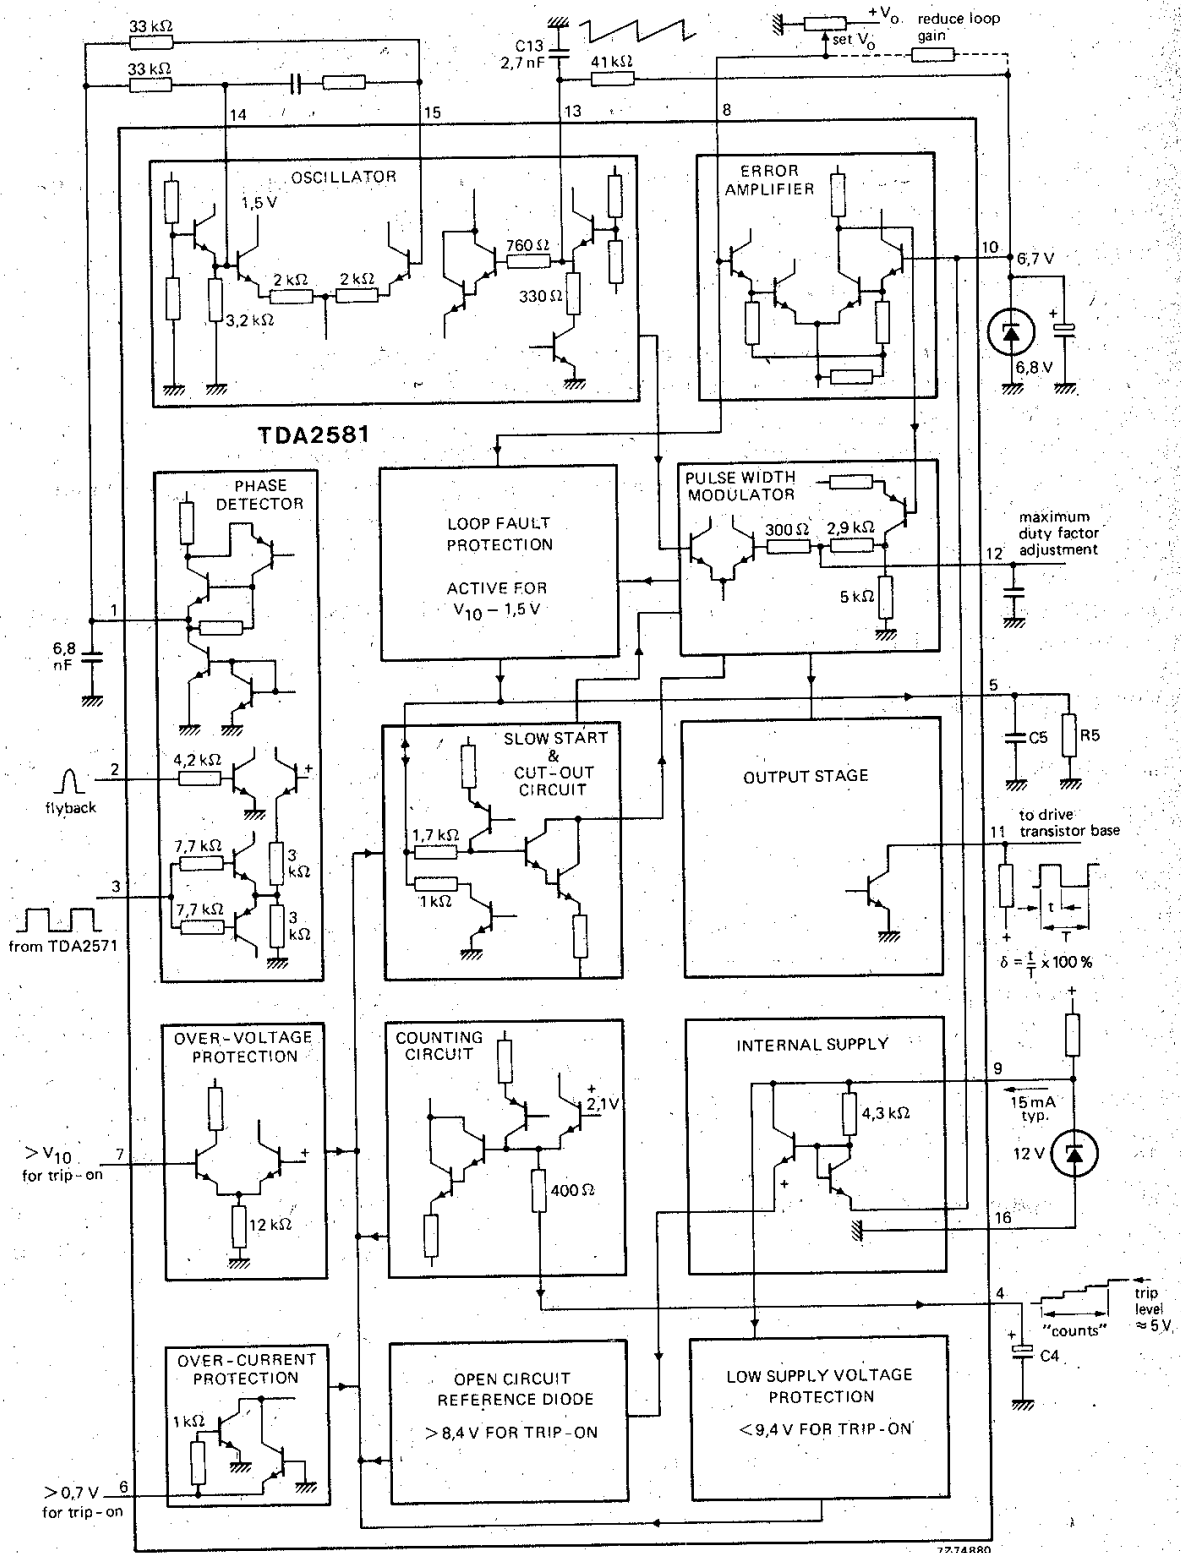 33 kΩ
33 kΩ
C13
2,7 nF
41 kΩ
+V₀
set V₀
reduce loop
gain
14
15
13
8
OSCILLATOR
1,5 V
2 kΩ
2 kΩ
3,2 kΩ
760 Ω
330 Ω
ERROR
AMPLIFIER
10
6,7 V
+
6,8 V
TDA2581
PHASE
DETECTOR
1
6,8
nF
LOOP FAULT
PROTECTION
ACTIVE FOR
V₁₀ – 1,5 V
PULSE WIDTH
MODULATOR
300 Ω
2,9 kΩ
5 kΩ
maximum
duty factor
adjustment
12
5
C5
R5
2
flyback
4,2 kΩ
+
7,7 kΩ
7,7 kΩ
3
kΩ
3
kΩ
3
from TDA2571
SLOW START
&
CUT-OUT
CIRCUIT
1,7 kΩ
1 kΩ
OUTPUT STAGE
to drive
transistor base
11
t
T
+
δ = t/T x 100 %
OVER-VOLTAGE
PROTECTION
+
12 kΩ
> V₁₀
for trip-on
7
COUNTING
CIRCUIT
+
2,1 V
400 Ω
INTERNAL SUPPLY
4,3 kΩ
+
9
+
15 mA
typ.
12 V
16
4
trip
level
≈ 5 V
"counts"
+
C4
OVER-CURRENT
PROTECTION
1 kΩ
> 0,7 V
for trip-on
6
OPEN CIRCUIT
REFERENCE DIODE
> 8,4 V FOR TRIP-ON
LOW SUPPLY VOLTAGE
PROTECTION
< 9,4 V FOR TRIP-ON
7Z74880